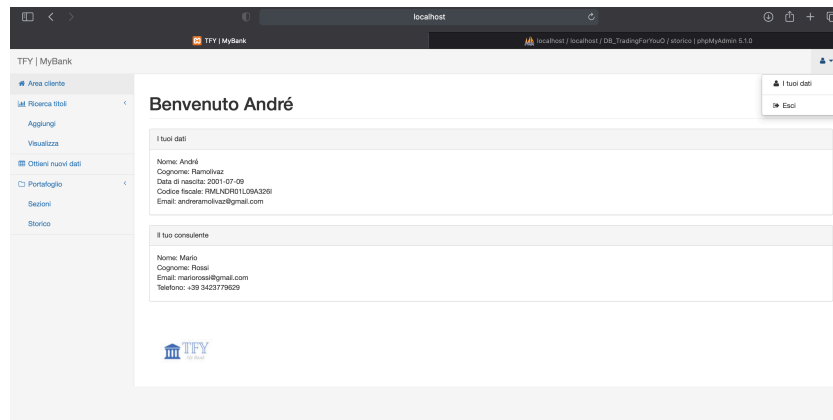 localhost
TFY | MyBank
localhost / localhost / DB_TradingForYouO / storico | phpMyAdmin 5.1.0
TFY | MyBank
Area cliente
I tuoi dati
Ricerca titoli
Esci
Aggiungi
Visualizza
Ottieni nuovi dati
Portafoglio
Sezioni
Storico
Benvenuto André
I tuoi dati
Nome: André
Cognome: Ramolivaz
Data di nascita: 2001-07-09
Codice fiscale: RMLNDR01L09A326I
Email: andreramolivaz@gmail.com
Il tuo consulente
Nome: Mario
Cognome: Rossi
Email: mariorossi@gmail.com
Telefono: +39 3423779629
TFY
My Bank